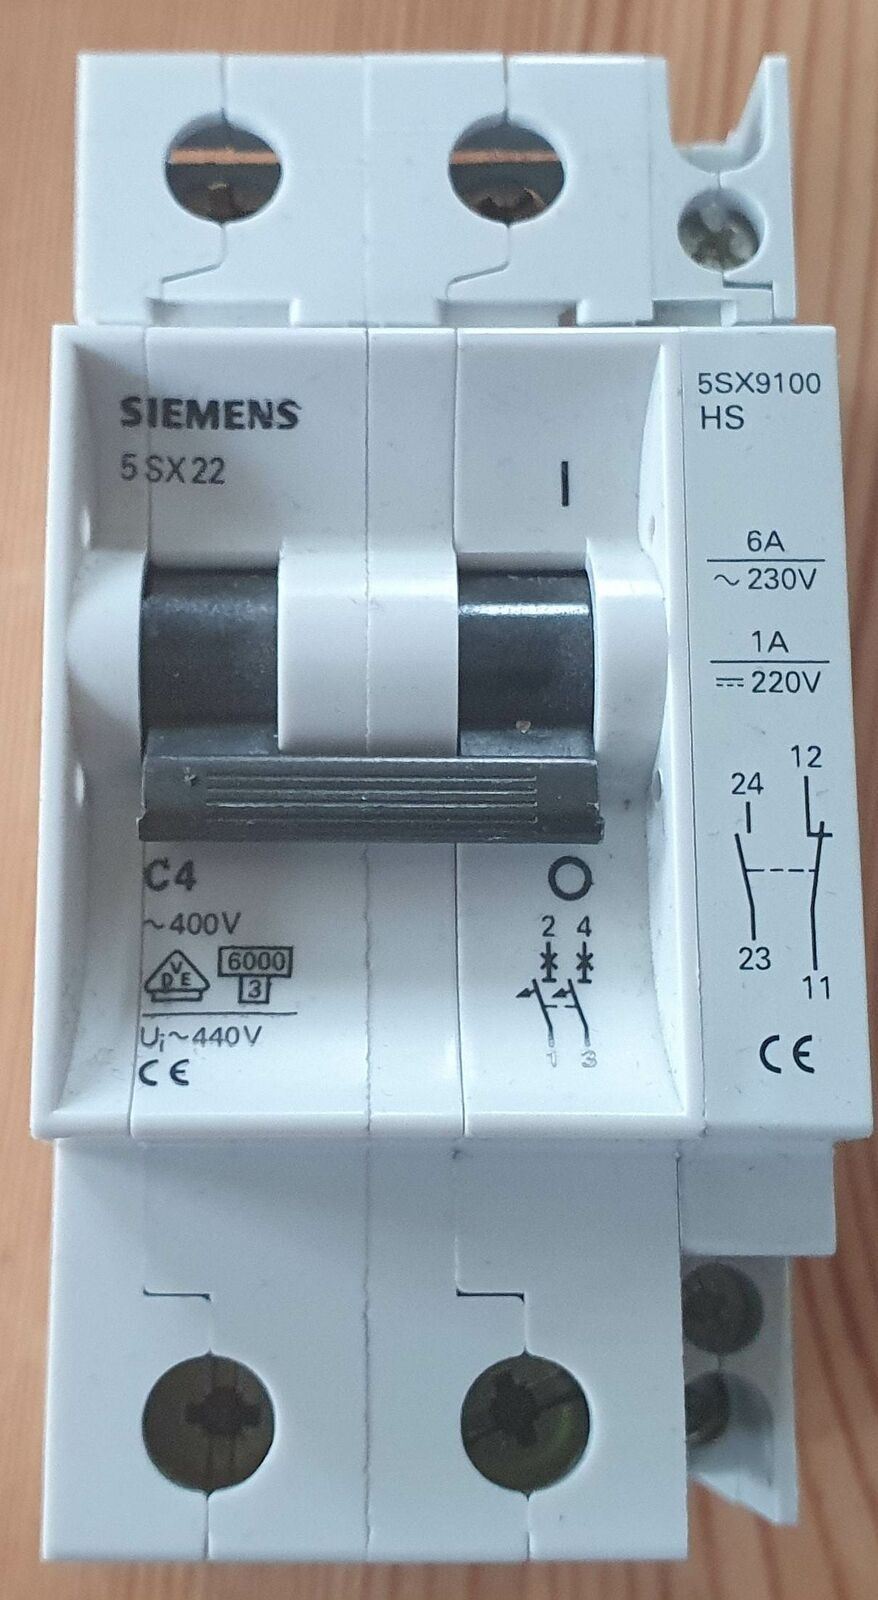 SIEMENS
5SX22
I
C4
~400V
VDE
6000
3
Ui~440V
CE
O
2 4
1 3
5SX9100
HS
6A
~230V
1A
⎓220V
12
24
23
11
CE